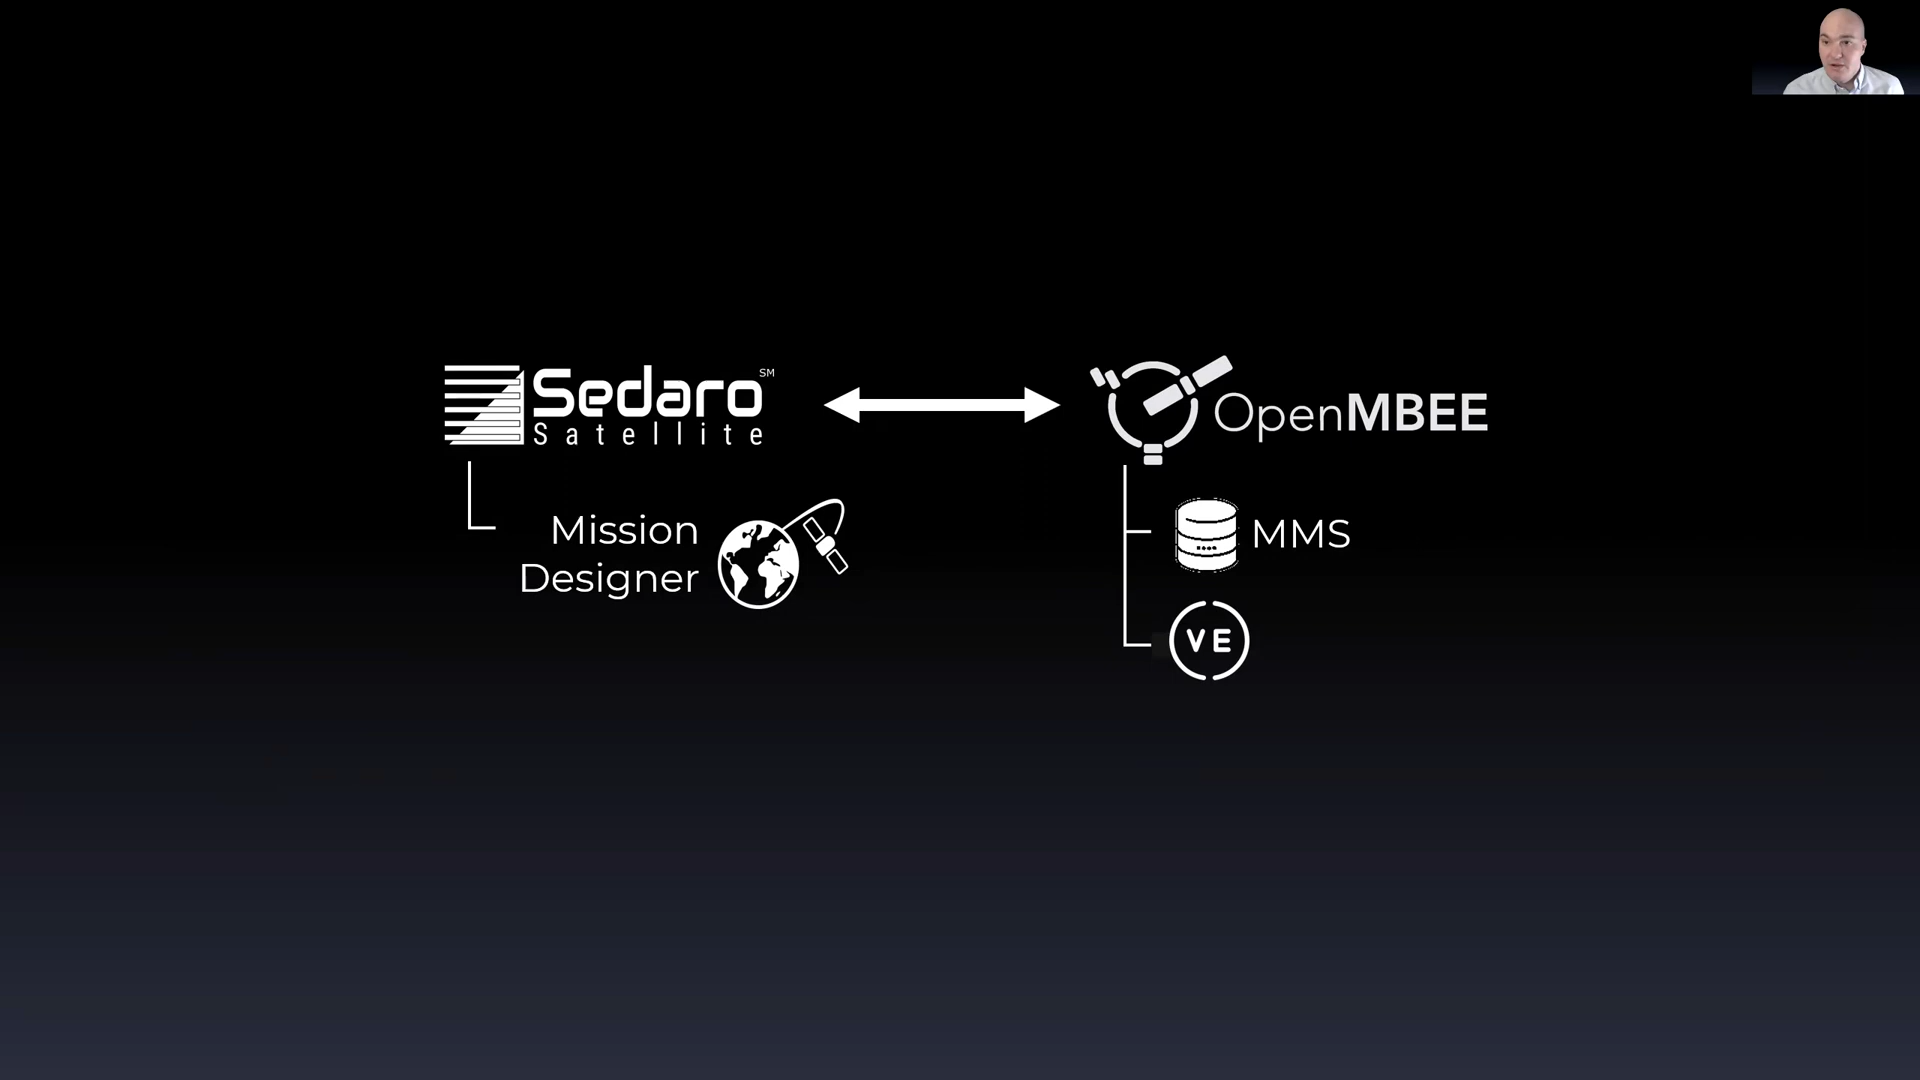 Sedaro SM
Satellite
OpenMBEE
Mission
Designer
MMS
VE